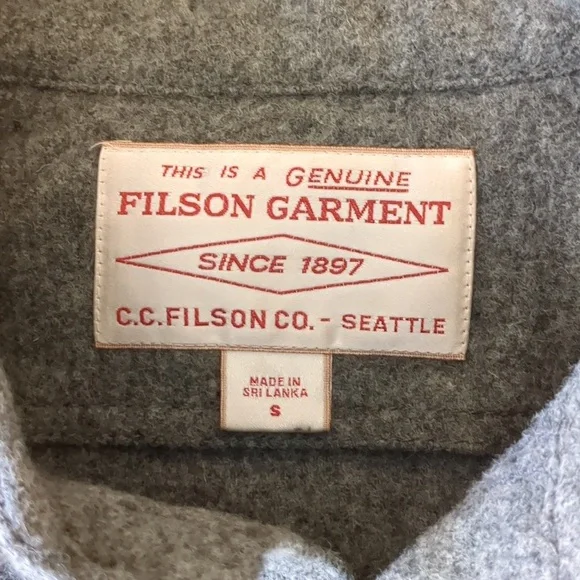 THIS IS A GENUINE
FILSON GARMENT
SINCE 1897
C.C. FILSON CO. - SEATTLE
MADE IN
SRI LANKA
S